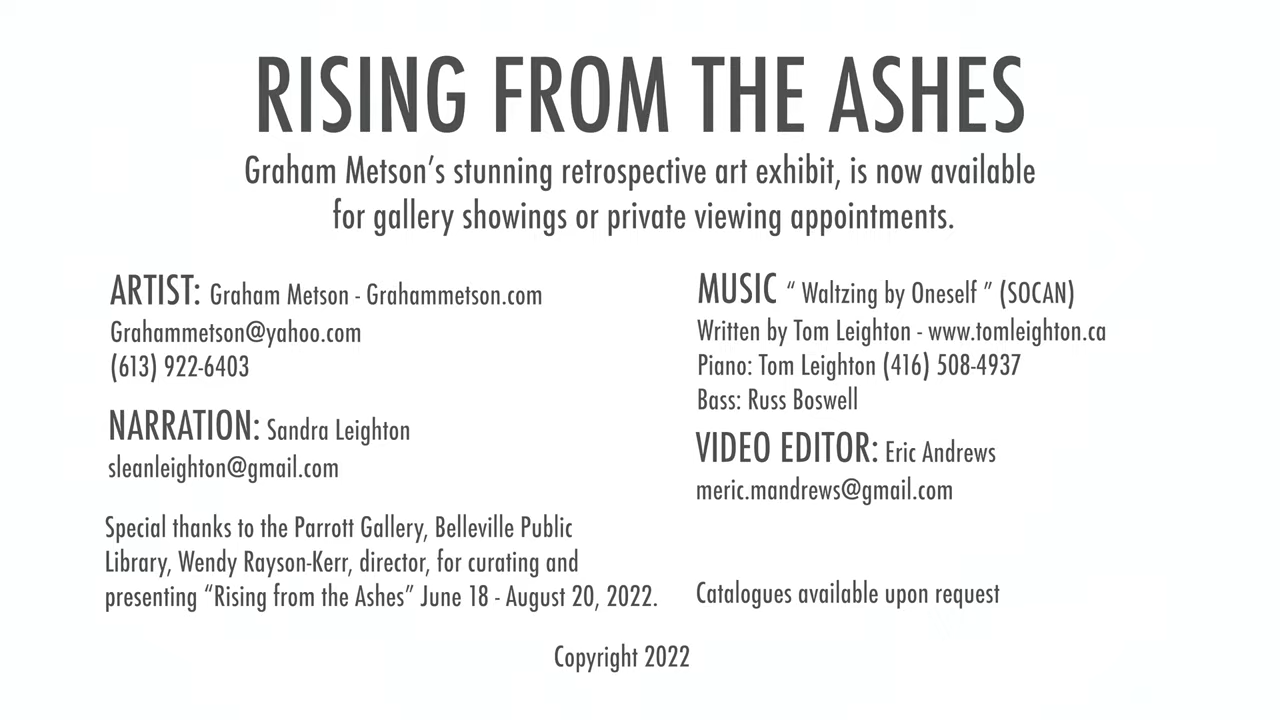 RISING FROM THE ASHES
Graham Metson's stunning retrospective art exhibit, is now available
for gallery showings or private viewing appointments.
ARTIST: Graham Metson - Grahammetson.com
Grahammetson@yahoo.com
(613) 922-6403
NARRATION: Sandra Leighton
sleanleighton@gmail.com
Special thanks to the Parrott Gallery, Belleville Public
Library, Wendy Rayson-Kerr, director, for curating and
presenting “Rising from the Ashes” June 18 - August 20, 2022.
MUSIC “ Waltzing by Oneself ” (SOCAN)
Written by Tom Leighton - www.tomleighton.ca
Piano: Tom Leighton (416) 508-4937
Bass: Russ Boswell
VIDEO EDITOR: Eric Andrews
meric.mandrews@gmail.com
Catalogues available upon request
Copyright 2022